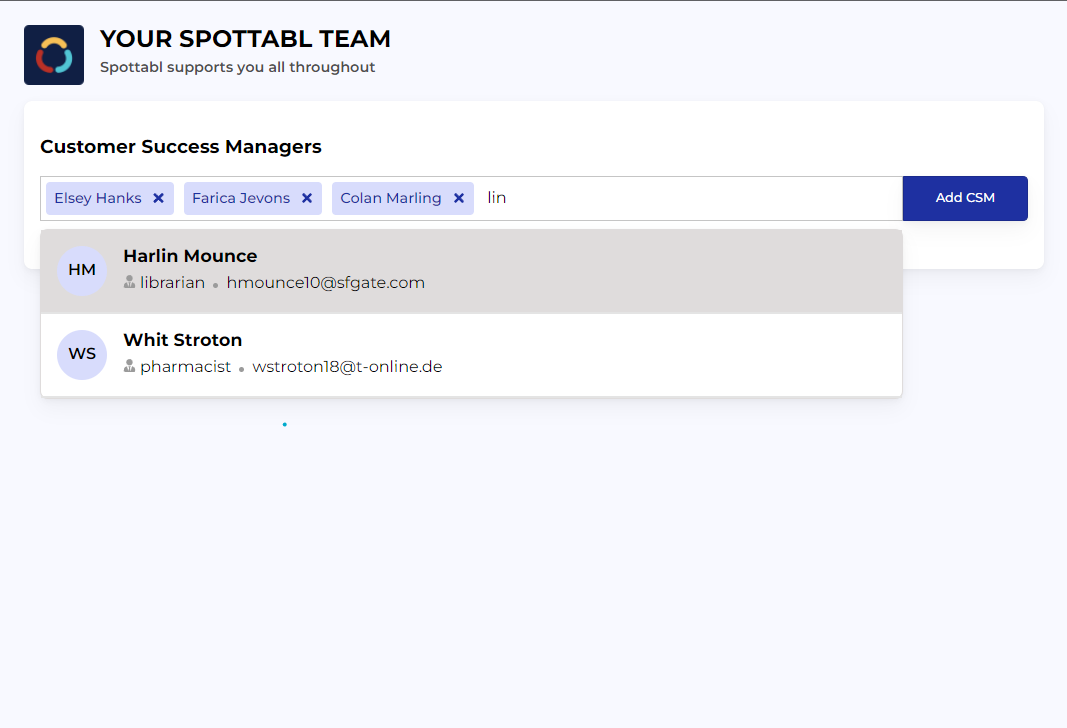 YOUR SPOTTABL TEAM
Spottabl supports you all throughout
Customer Success Managers
Elsey Hanks Farica Jevons Colan Marling lin Add CSM
HM Harlin Mounce
librarian hmounce10@sfgate.com
WS Whit Stroton
pharmacist wstroton18@t-online.de